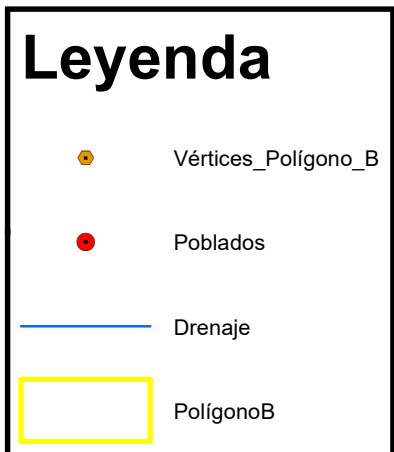 Leyenda
Vértices_Polígono_B
Poblados
Drenaje
PolígonoB